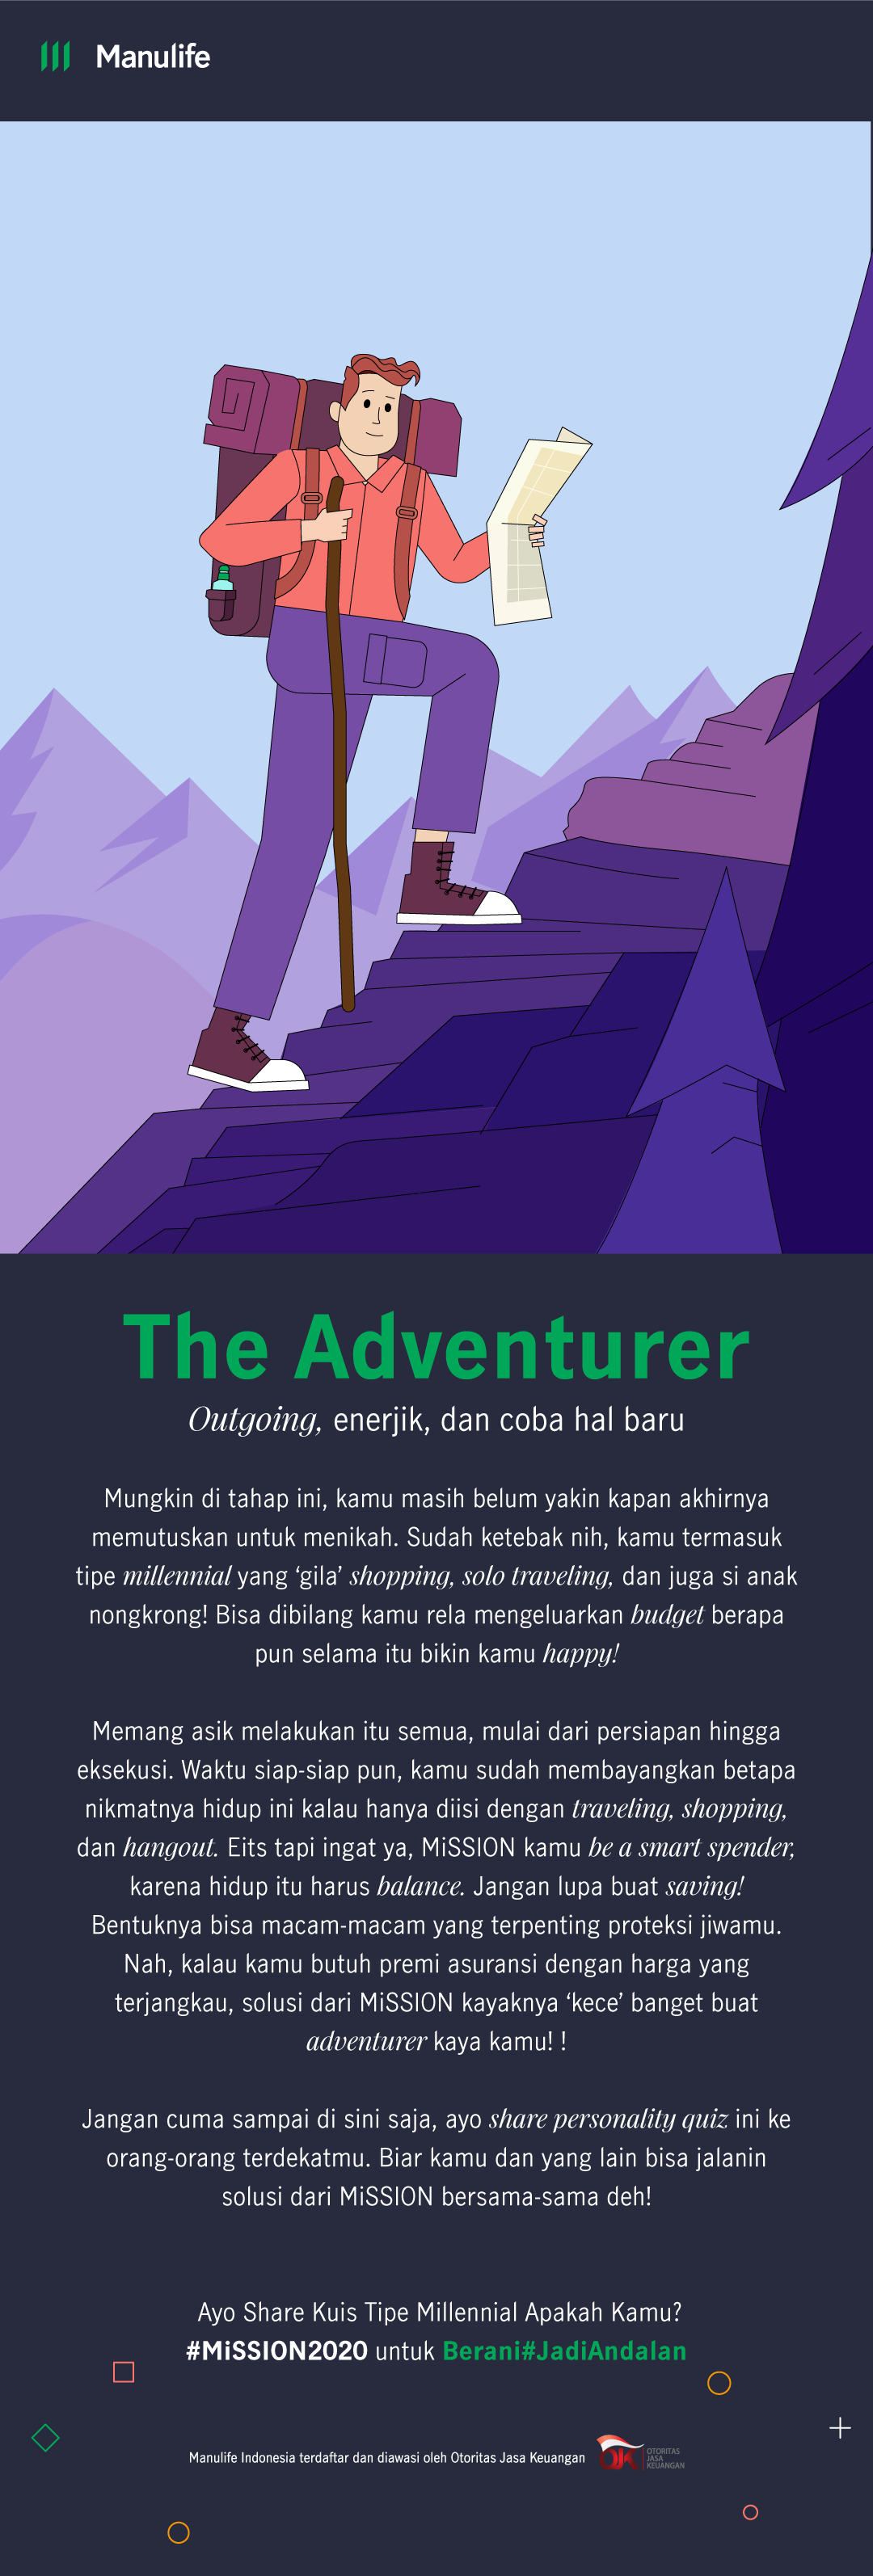 Manulife
The Adventurer
Outgoing, enerjik, dan coba hal baru
Mungkin di tahap ini, kamu masih belum yakin kapan akhirnya
memutuskan untuk menikah. Sudah ketebak nih, kamu termasuk
tipe millennial yang ‘gila’ shopping, solo traveling, dan juga si anak
nongkrong! Bisa dibilang kamu rela mengeluarkan budget berapa
pun selama itu bikin kamu happy!
Memang asik melakukan itu semua, mulai dari persiapan hingga
eksekusi. Waktu siap-siap pun, kamu sudah membayangkan betapa
nikmatnya hidup ini kalau hanya diisi dengan traveling, shopping,
dan hangout. Eits tapi ingat ya, MiSSION kamu be a smart spender,
karena hidup itu harus balance. Jangan lupa buat saving!
Bentuknya bisa macam-macam yang terpenting proteksi jiwamu.
Nah, kalau kamu butuh premi asuransi dengan harga yang
terjangkau, solusi dari MiSSION kayaknya ‘kece’ banget buat
adventurer kaya kamu! !
Jangan cuma sampai di sini saja, ayo share personality quiz ini ke
orang-orang terdekatmu. Biar kamu dan yang lain bisa jalanin
solusi dari MiSSION bersama-sama deh!
Ayo Share Kuis Tipe Millennial Apakah Kamu?
#MiSSION2020 untuk Berani#JadiAndalan
Manulife Indonesia terdaftar dan diawasi oleh Otoritas Jasa Keuangan
OJK
OTORITAS
JASA
KEUANGAN